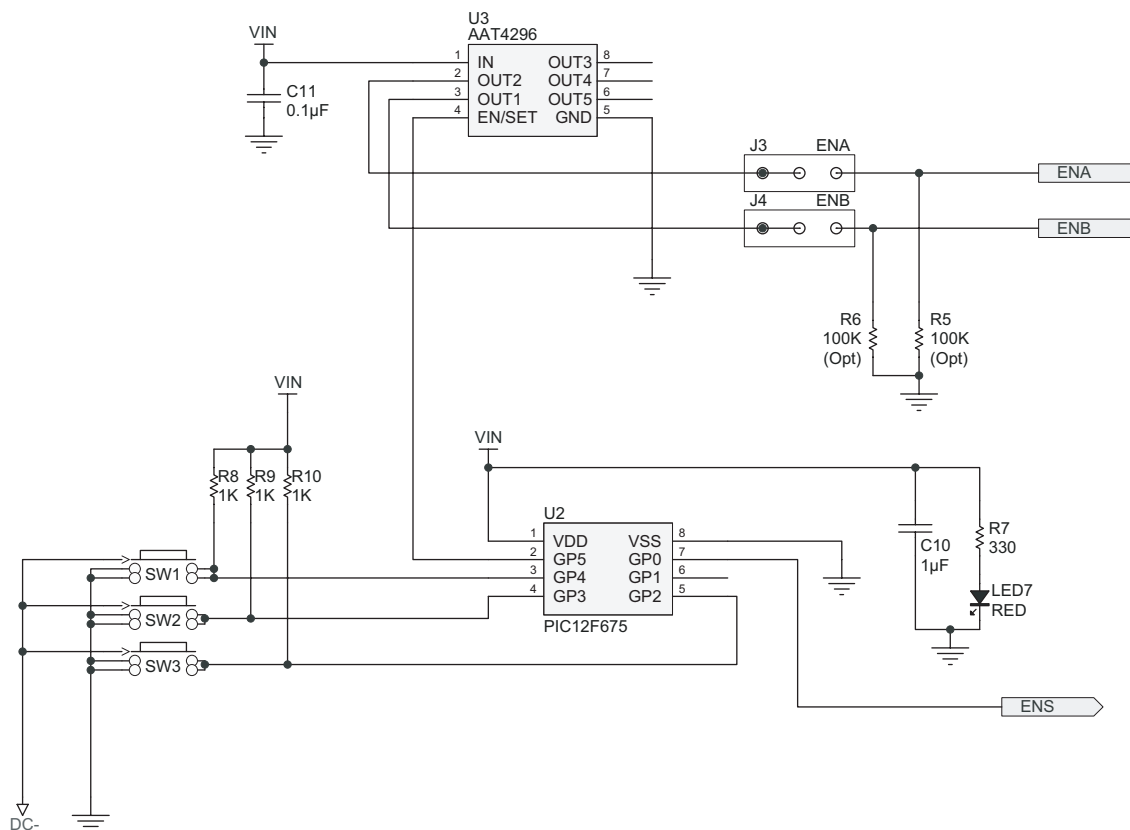 U3
AAT4296
VIN
1 IN OUT3 8
2 OUT2 OUT4 7
3 OUT1 OUT5 6
4 EN/SET GND 5
C11
0.1µF
J3 ENA
ENA
J4 ENB
ENB
R6
100K
(Opt)
R5
100K
(Opt)
VIN
VIN
R8
1K
R9
1K
R10
1K
U2
1 VDD VSS 8
2 GP5 GP0 7
3 GP4 GP1 6
4 GP3 GP2 5
PIC12F675
C10
1µF
R7
330
LED7
RED
SW1
SW2
SW3
ENS
DC-